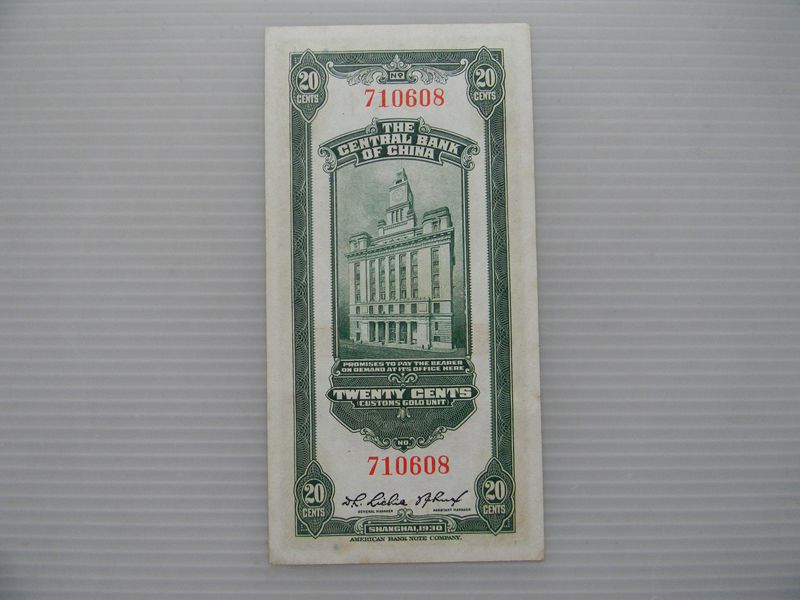 20 CENTS
20 CENTS
No
710608
THE
CENTRAL BANK
OF CHINA
PROMISES TO PAY THE BEARER
ON DEMAND AT ITS OFFICE HERE
TWENTY CENTS
CUSTOMS GOLD UNIT
NO.
710608
20 CENTS
20 CENTS
GENERAL MANAGER
ASSISTANT MANAGER
SHANGHAI, 1930
AMERICAN BANK NOTE COMPANY.